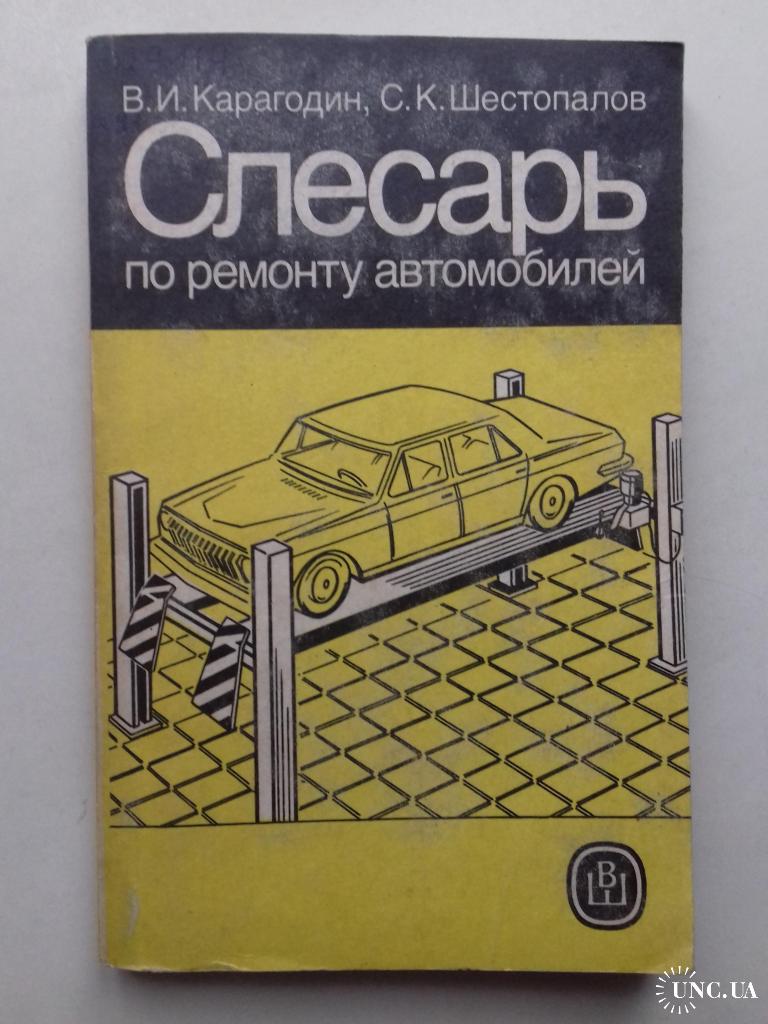 В.И.Карагодин, С.К.Шестопалов
Слесарь
по ремонту автомобилей
ВШ
UNC.UA